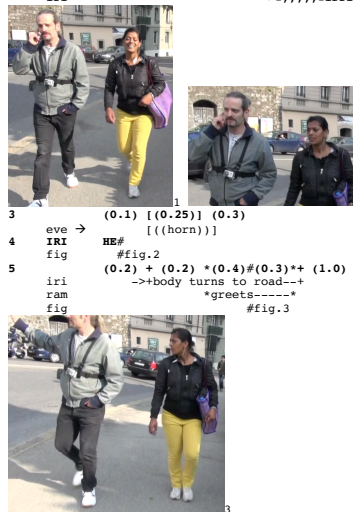 1
3 (0.1) [(0.25)] (0.3)
eve → [((horn))]
4 IRI HE#
fig #fig.2
5 (0.2) + (0.2) *(0.4)#(0.3)*+ (1.0)
iri ->+body turns to road--+
ram *greets-----*
fig #fig.3
3